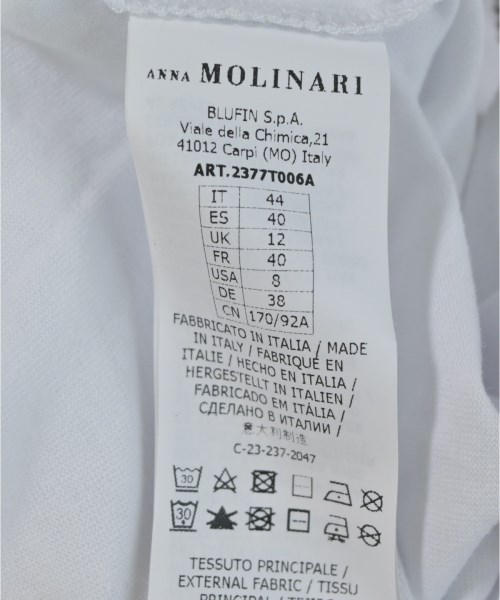 ANNA MOLINARI
BLUFIN S.p.A.
Viale della Chimica,21
41012 Carpi (MO) Italy
ART.2377T006A
IT 44
ES 40
UK 12
FR 40
USA 8
DE 38
CN 170/92A
FABBRICATO IN ITALIA / MADE
IN ITALY / FABRIQUÉ EN
ITALIE / HECHO EN ITALIA /
HERGESTELLT IN ITALIEN /
FABRICADO EM ITÀLIA /
СДЕЛАНО В ИТАЛИИ /
意大利制造
C-23-237-2047
30
30
TESSUTO PRINCIPALE /
EXTERNAL FABRIC / TISSU